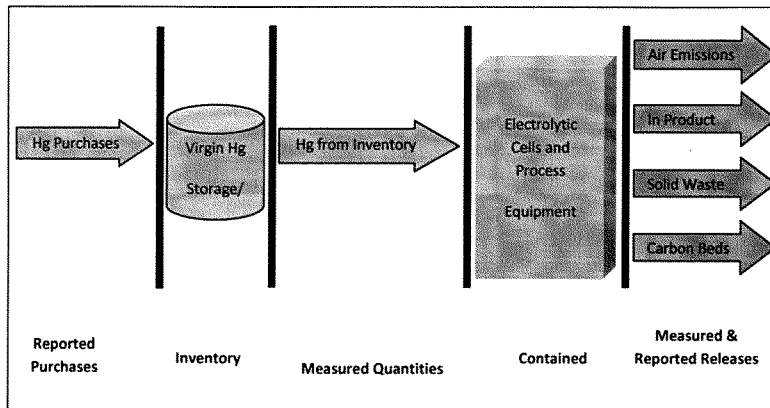 Hg Purchases
Virgin Hg
Storage/
Hg from Inventory
Electrolytic
Cells and
Process
Equipment
Air Emissions
In Product
Solid Waste
Carbon Beds
Reported
Purchases
Inventory
Measured Quantities
Contained
Measured &
Reported Releases